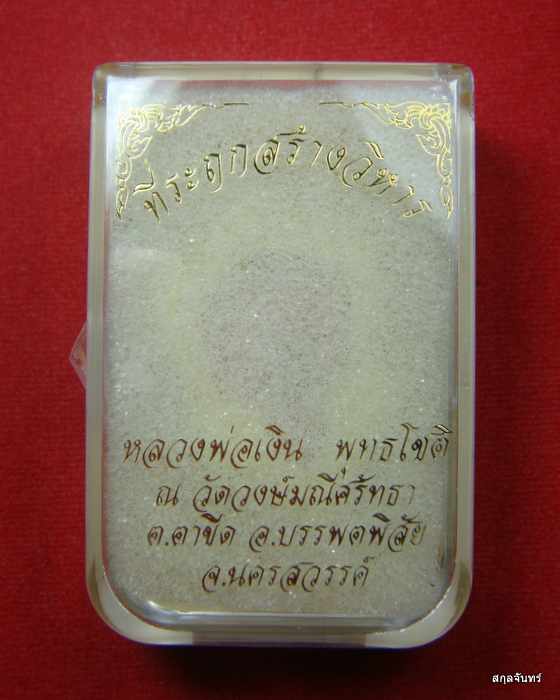 ที่ระฤกสร้างวิหาร
หลวงพ่อเงิน พุทธโชติ
ณ วัดวงษ์มณีศรัทธา
ต.ตาขีด อ.บรรพตพิสัย
จ.นครสวรรค์
สกุลจันทร์